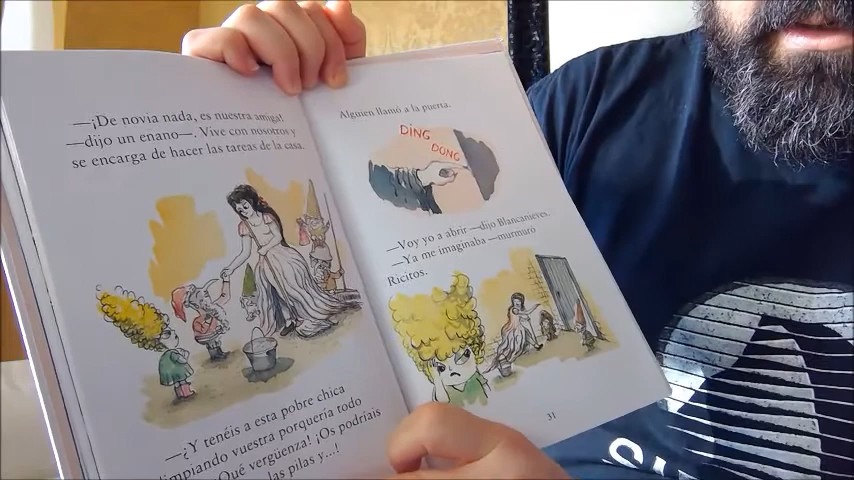 —¡De novia nada, es nuestra amiga!
—dijo un enano—. Vive con nosotros y
se encarga de hacer las tareas de la casa.
—¿Y tenéis a esta pobre chica
limpiando vuestra porquería todo
¡Qué vergüenza! ¡Os podríais
las pilas y...!
Alguien llamó a la puerta.
DING
DONG
—Voy yo a abrir —dijo Blancanieves.
—Ya me imaginaba —murmuró
Ricitos.
31